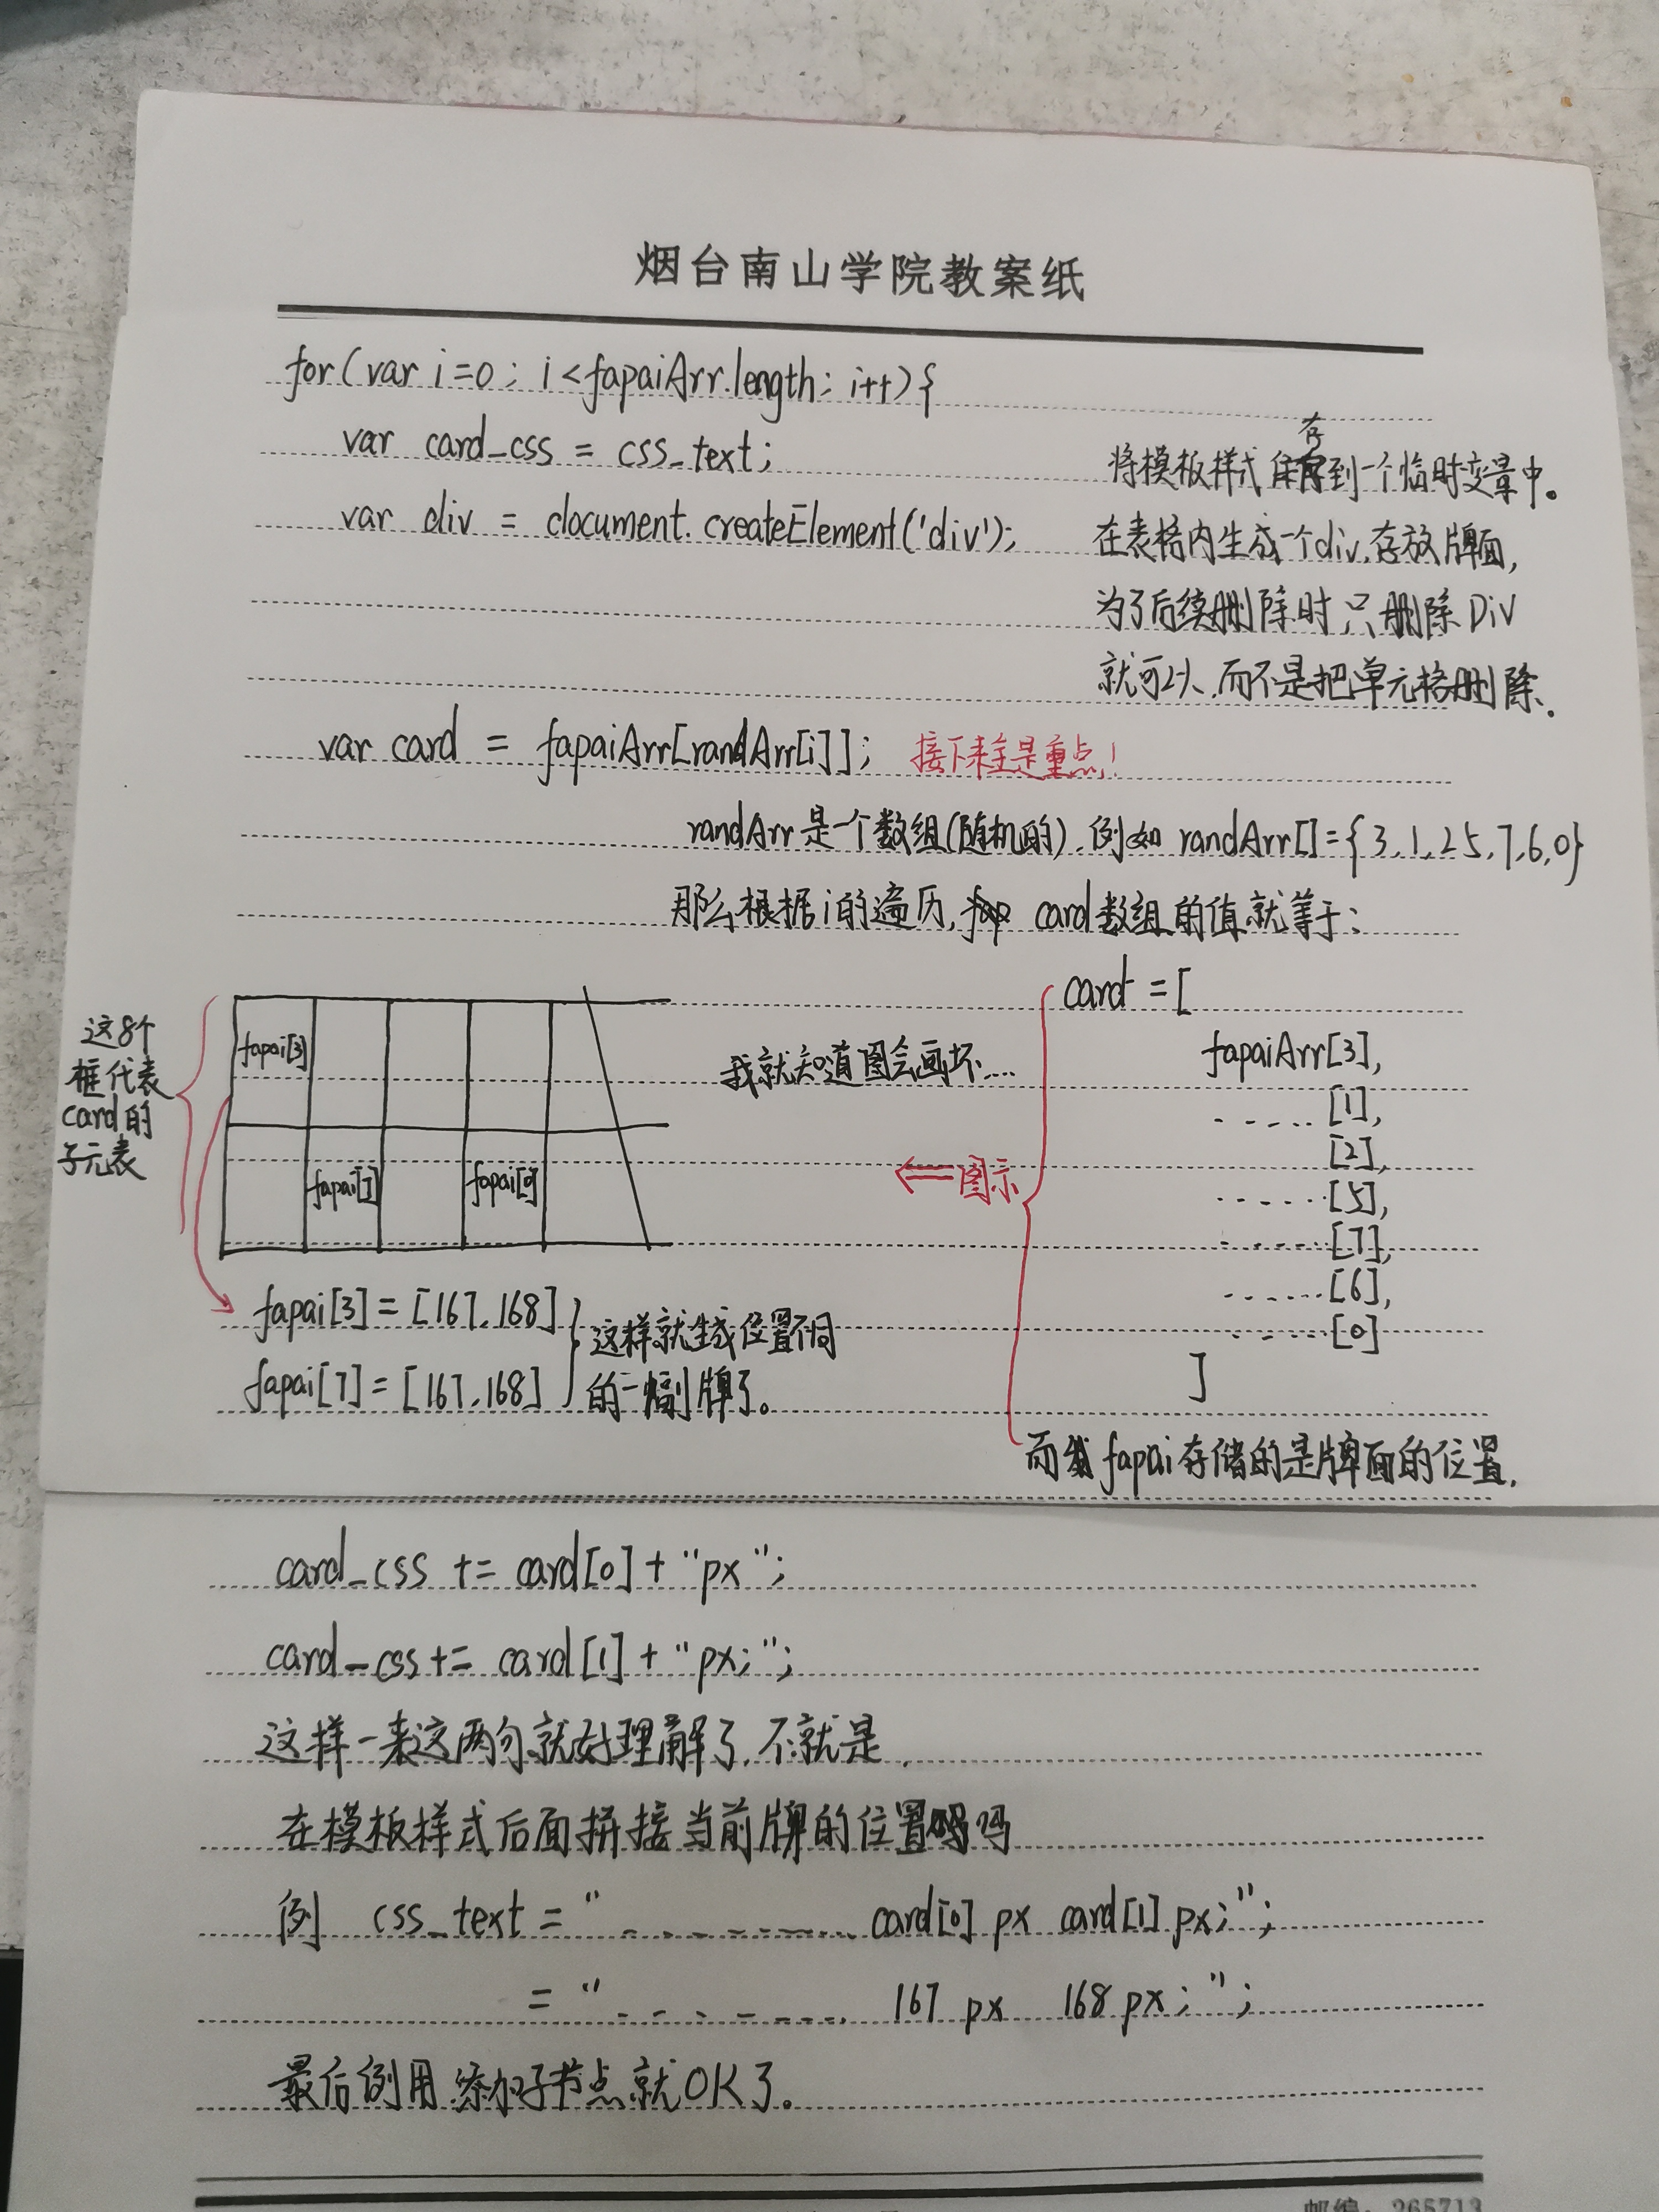 烟台南山学院教案纸
for(var i=0; i<fapaiArr.length; i++){
var card_css = css_text;
将模板样式保存到一个临时变量中。
var div = document.createElement('div');
在表格内生成一个div,存放牌面,
为了后续删除时只删除Div
就可以,而不是把单元格删除.
var card = fapaiArr[randArr[i]];
接下来是重点!
randArr是一个数组(随机的).例如 randArr[]={3,1,2,5,7,6,0}
那么根据i的遍历, card数组的值就等于:
card = [
fapaiArr[3],
......[1],
[2],
......[5],
......[7],
......[6],
......[0]
]
我就知道图会画坏....
这8个
框代表
card的
子元表
fapai[3]
fapai[7]
图示
fapai[3] = [167,168]
fapai[7] = [167,168]
这样就生成位置不同
的一副牌了。
而 fapai存储的是牌面的位置.
card_css += card[0] + "px";
card_css += card[1] + "px;";
这样一来这两句就好理解了,不就是
在模板样式后面拼接当前牌的位置吗
例 css_text = " ........... card[0] px card[1] px;";
= " ........... 167 px 168 px;";
最后例用添加子节点就OK了。
邮编: 265713